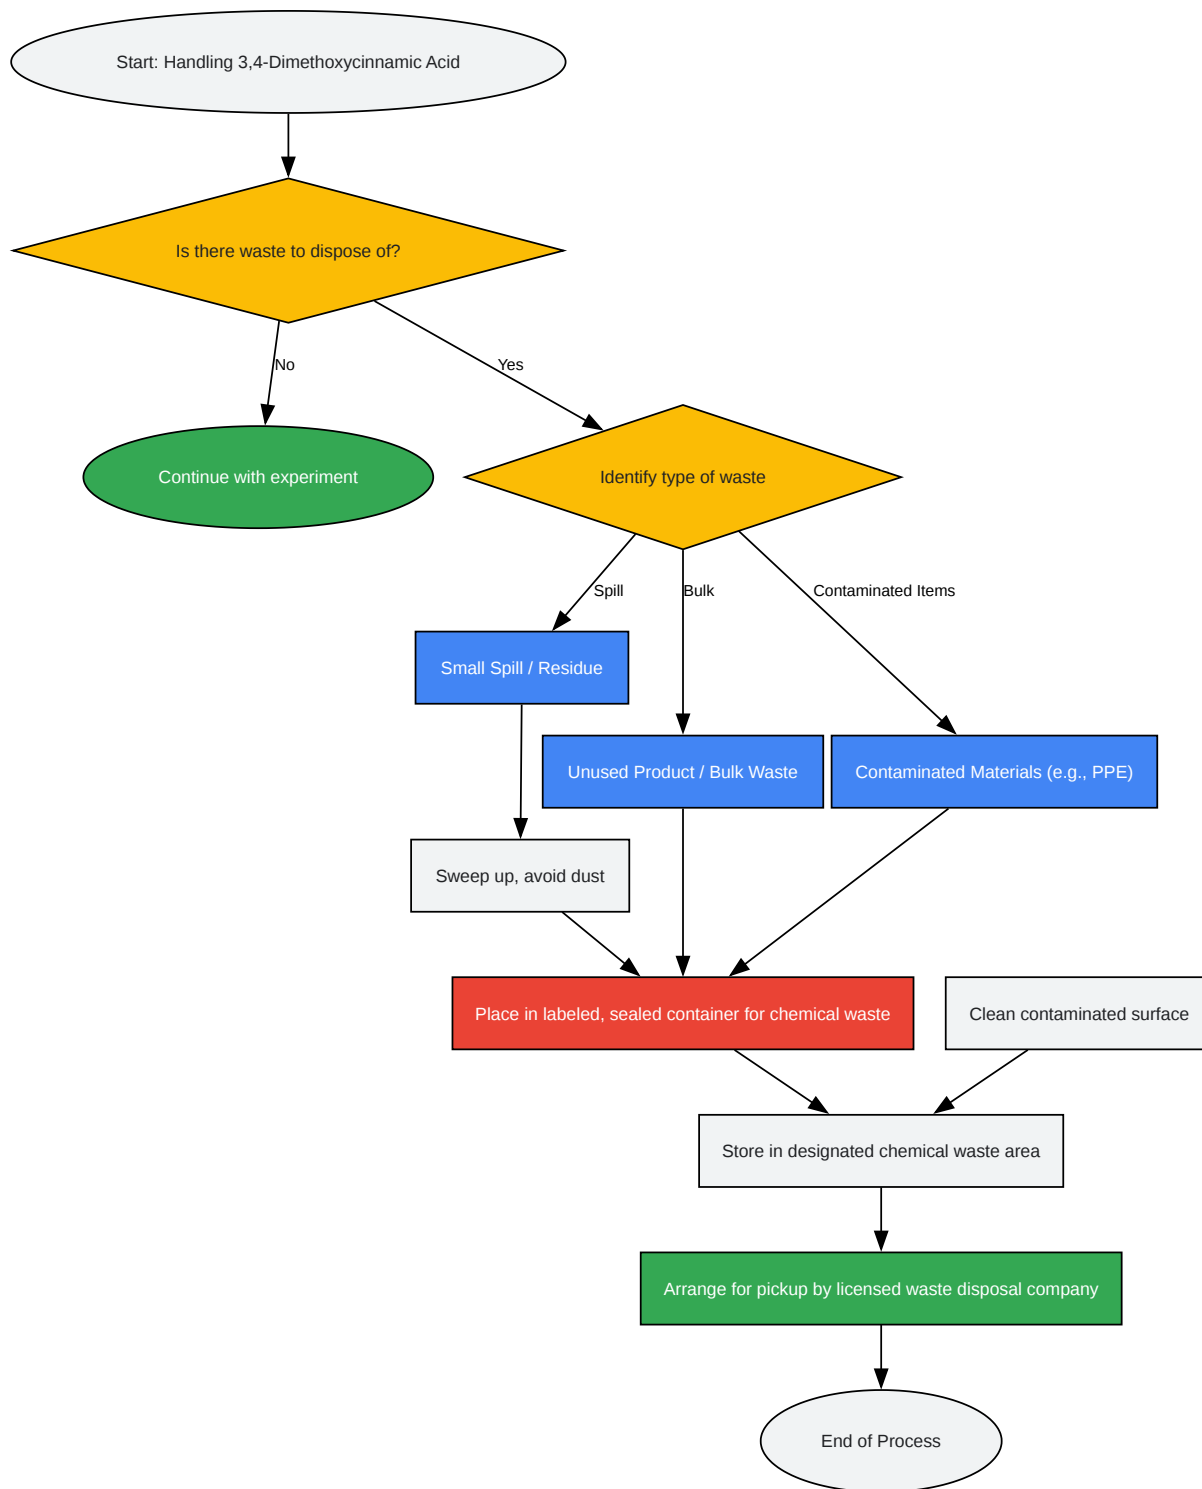 Start: Handling 3,4-Dimethoxycinnamic Acid
Is there waste to dispose of?
No
Yes
Continue with experiment
Identify type of waste
Spill
Bulk
Contaminated Items
Small Spill / Residue
Unused Product / Bulk Waste
Contaminated Materials (e.g., PPE)
Sweep up, avoid dust
Place in labeled, sealed container for chemical waste
Clean contaminated surface
Store in designated chemical waste area
Arrange for pickup by licensed waste disposal company
End of Process